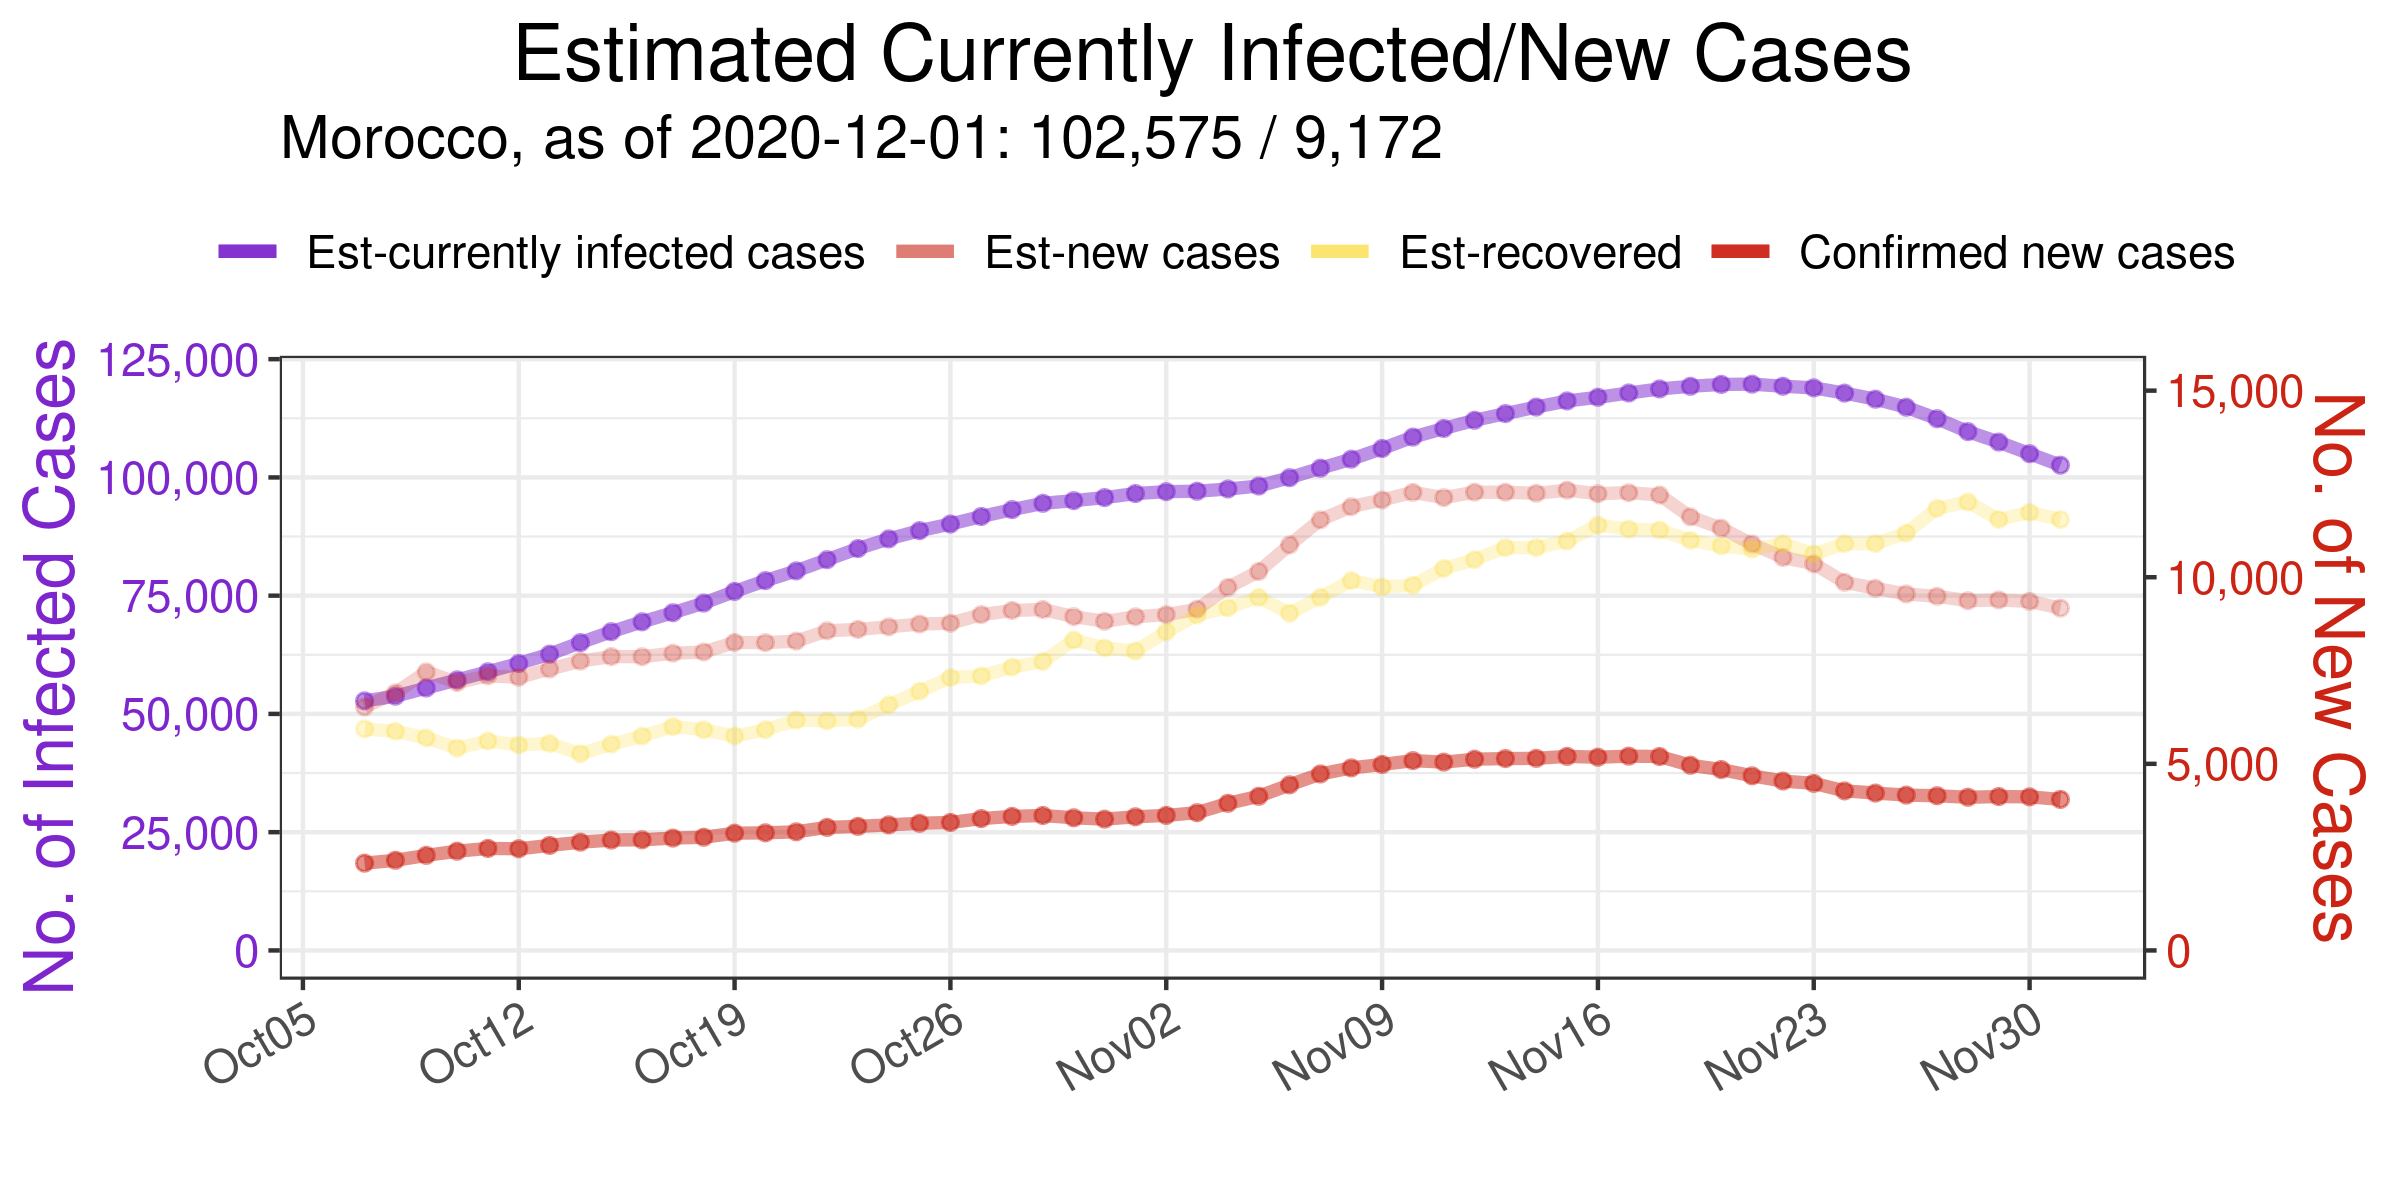 Estimated Currently Infected/New Cases
Morocco, as of 2020-12-01: 102,575 / 9,172
Est-currently infected cases Est-new cases Est-recovered Confirmed new cases
No. of Infected Cases
125,000
100,000
75,000
50,000
25,000
0
15,000
10,000
5,000
0
No. of New Cases
Oct05 Oct12 Oct19 Oct26 Nov02 Nov09 Nov16 Nov23 Nov30